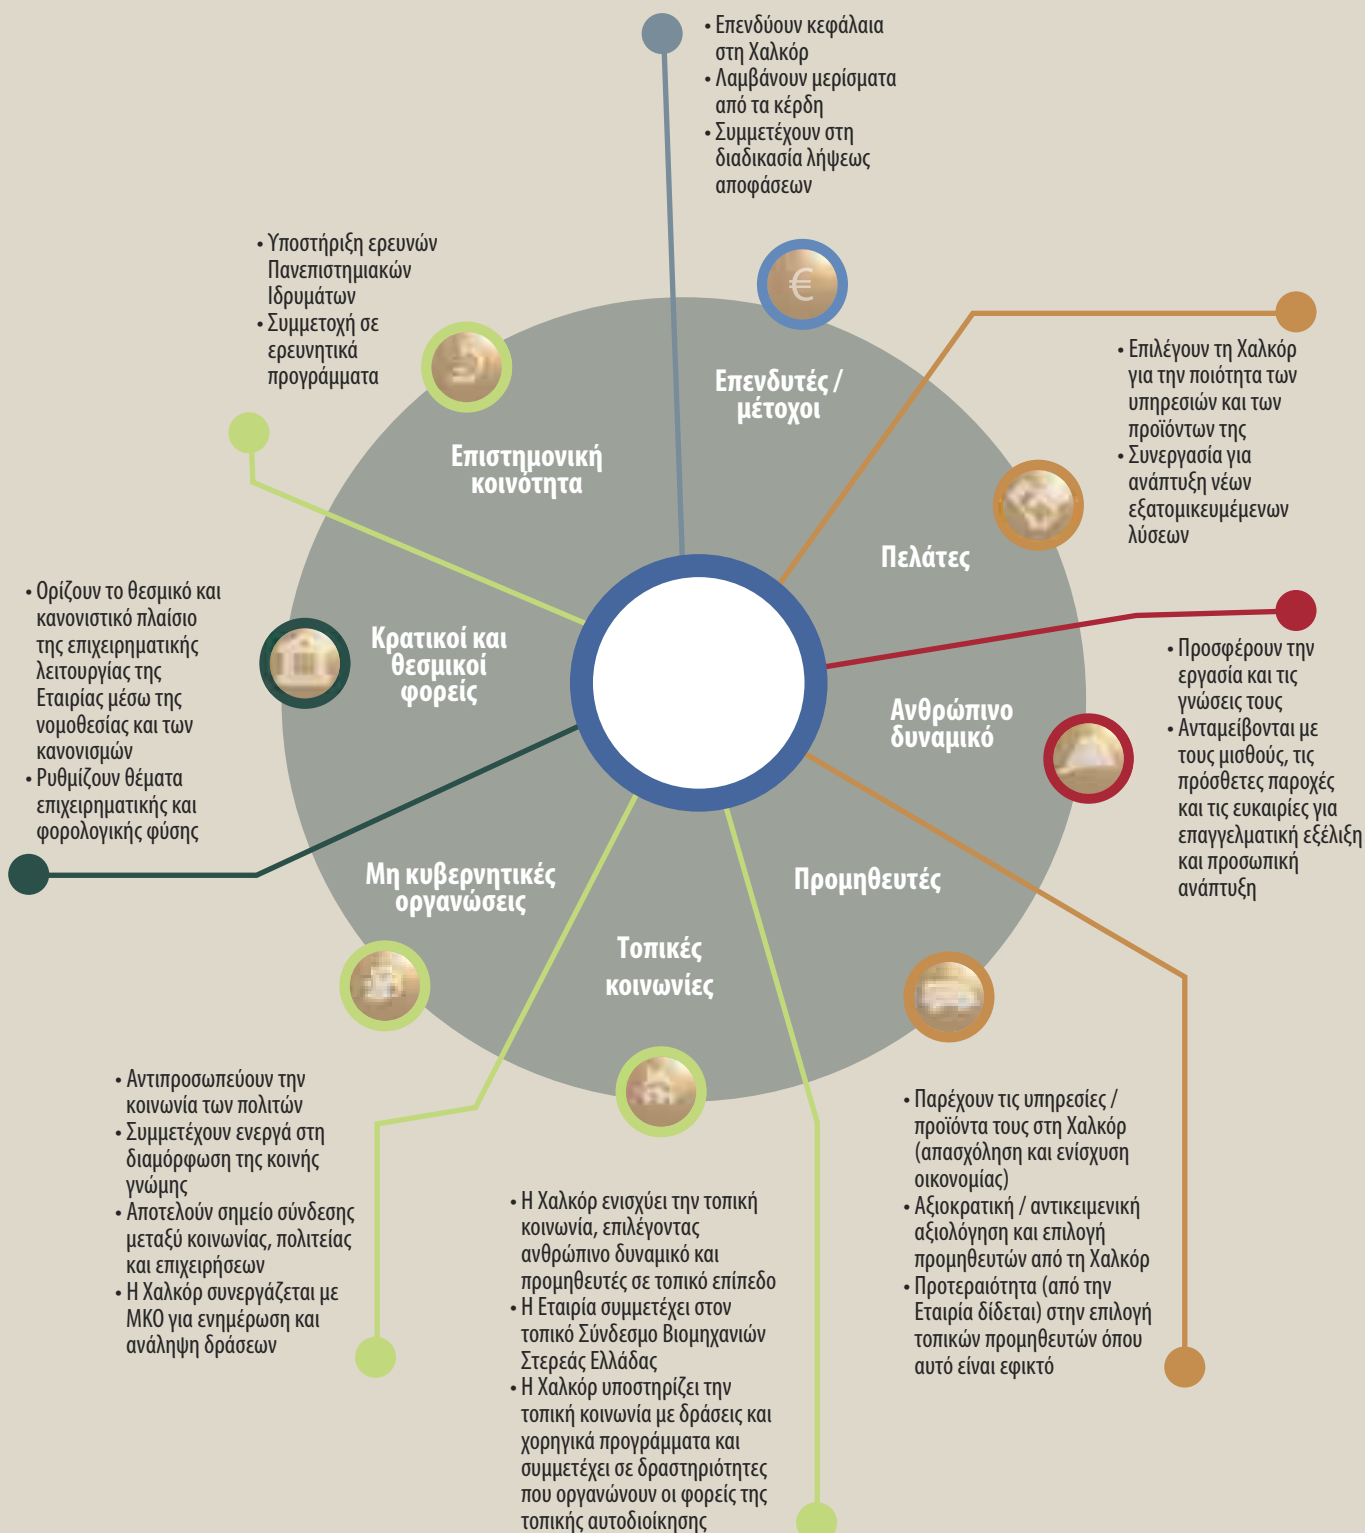 • Επενδύουν κεφάλαια
στη Χαλκόρ
• Λαμβάνουν μερίσματα
από τα κέρδη
• Συμμετέχουν στη
διαδικασία λήψεως
αποφάσεων
• Υποστήριξη ερευνών
Πανεπιστημιακών
Ιδρυμάτων
• Συμμετοχή σε
ερευνητικά
προγράμματα
€
Επενδυτές /
μέτοχοι
• Επιλέγουν τη Χαλκόρ
για την ποιότητα των
υπηρεσιών και των
προϊόντων της
• Συνεργασία για
ανάπτυξη νέων
εξατομικευμέμενων
λύσεων
Επιστημονική
κοινότητα
Πελάτες
• Ορίζουν το θεσμικό και
κανονιστικό πλαίσιο
της επιχειρηματικής
λειτουργίας της
Εταιρίας μέσω της
νομοθεσίας και των
κανονισμών
• Ρυθμίζουν θέματα
επιχειρηματικής και
φορολογικής φύσης
Κρατικοί και
θεσμικοί
φορείς
Ανθρώπινο
δυναμικό
• Προσφέρουν την
εργασία και τις
γνώσεις τους
• Ανταμείβονται με
τους μισθούς, τις
πρόσθετες παροχές
και τις ευκαιρίες για
επαγγελματική εξέλιξη
και προσωπική
ανάπτυξη
Μη κυβερνητικές
οργανώσεις
Προμηθευτές
Τοπικές
κοινωνίες
• Αντιπροσωπεύουν την
κοινωνία των πολιτών
• Συμμετέχουν ενεργά στη
διαμόρφωση της κοινής
γνώμης
• Αποτελούν σημείο σύνδεσης
μεταξύ κοινωνίας, πολιτείας
και επιχειρήσεων
• Η Χαλκόρ συνεργάζεται με
ΜΚΟ για ενημέρωση και
ανάληψη δράσεων
• Η Χαλκόρ ενισχύει την τοπική
κοινωνία, επιλέγοντας
ανθρώπινο δυναμικό και
προμηθευτές σε τοπικό επίπεδο
• Η Εταιρία συμμετέχει στον
τοπικό Σύνδεσμο Βιομηχανιών
Στερεάς Ελλάδας
• Η Χαλκόρ υποστηρίζει την
τοπική κοινωνία με δράσεις και
χορηγικά προγράμματα και
συμμετέχει σε δραστηριότητες
που οργανώνουν οι φορείς της
τοπικής αυτοδιοίκησης
• Παρέχουν τις υπηρεσίες /
προϊόντα τους στη Χαλκόρ
(απασχόληση και ενίσχυση
οικονομίας)
• Αξιοκρατική / αντικειμενική
αξιολόγηση και επιλογή
προμηθευτών από τη Χαλκόρ
• Προτεραιότητα (από την
Εταιρία δίδεται) στην επιλογή
τοπικών προμηθευτών όπου
αυτό είναι εφικτό